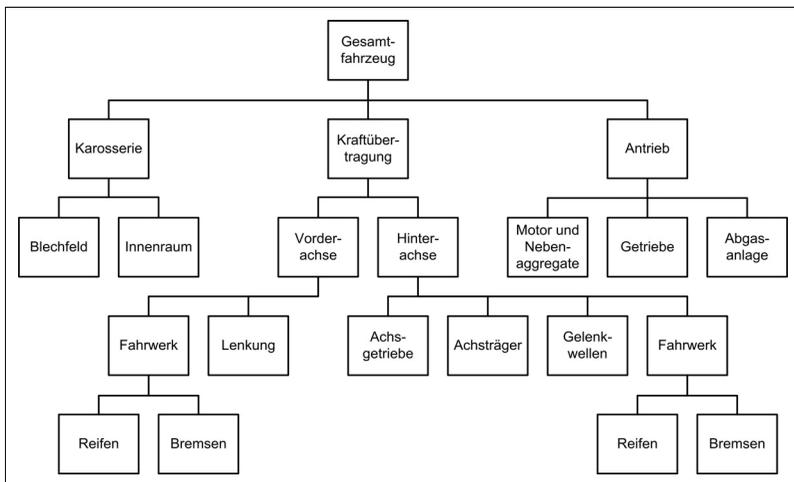 Gesamt-
fahrzeug
Karosserie
Kraftüber-
tragung
Antrieb
Blechfeld
Innenraum
Vorder-
achse
Hinter-
achse
Motor und
Neben-
aggregate
Getriebe
Abgas-
anlage
Fahrwerk
Lenkung
Achs-
getriebe
Achsträger
Gelenk-
wellen
Fahrwerk
Reifen
Bremsen
Reifen
Bremsen